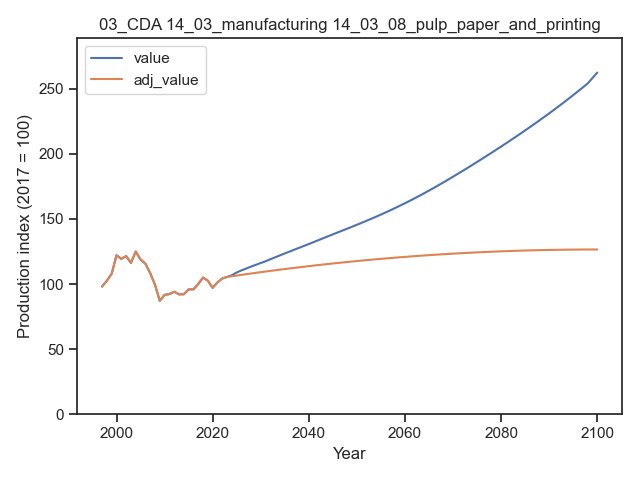 03_CDA 14_03_manufacturing 14_03_08_pulp_paper_and_printing
value
adj_value
Production index (2017 = 100)
250
200
150
100
50
0
2000 2020 2040 2060 2080 2100
Year